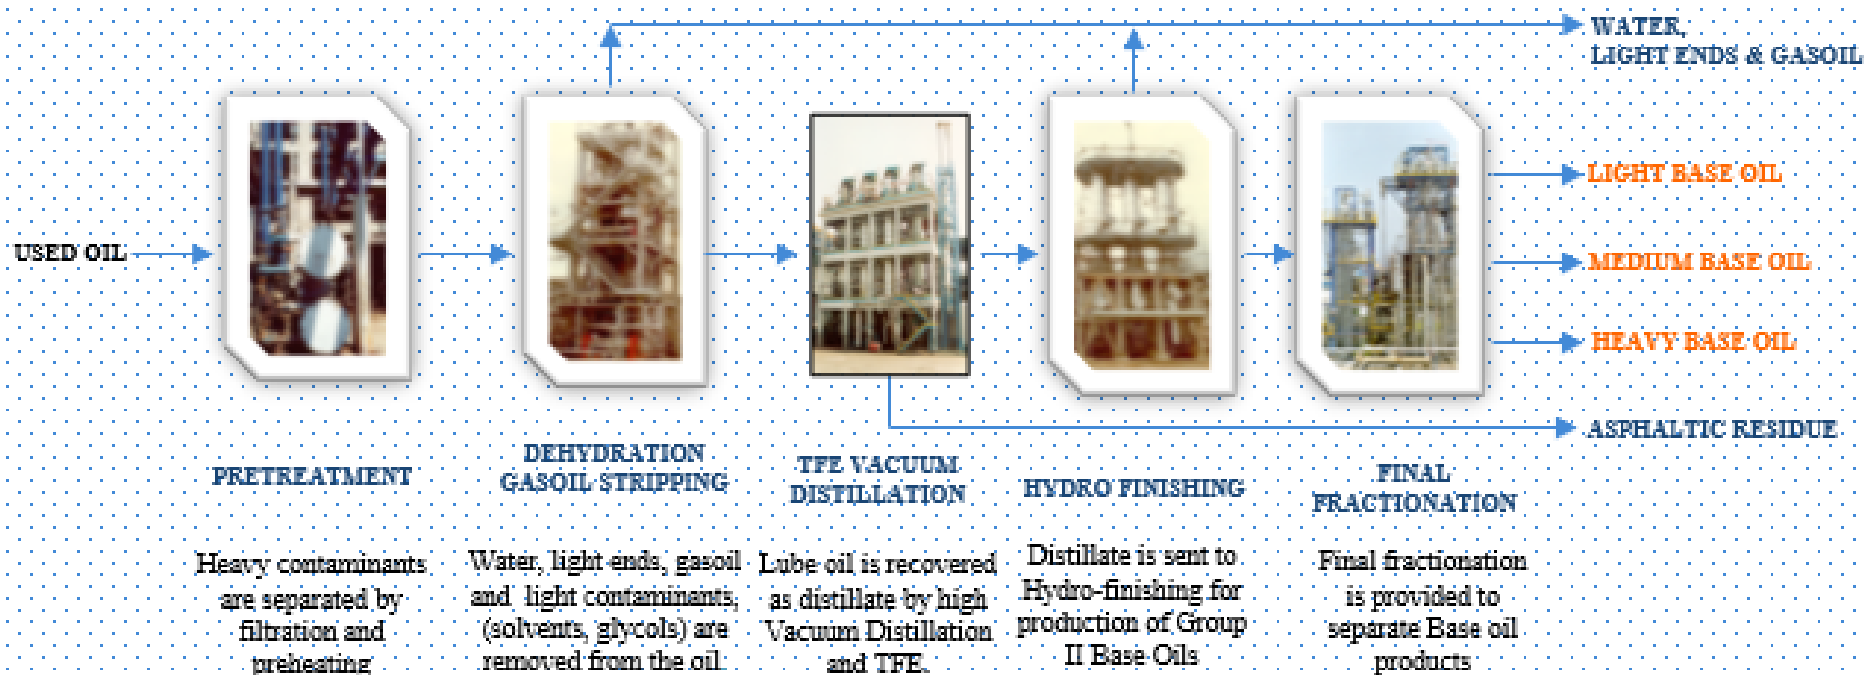 WATER,
LIGHT ENDS & GASOIL
LIGHT BASE OIL
USED OIL
MEDIUM BASE OIL
HEAVY BASE OIL
ASPHALTIC RESIDUE
PRETREATMENT
Heavy contaminants
are separated by
filtration and
preheating
DEHYDRATION
GASOIL STRIPPING
Water, light ends, gasoil
and light contaminants,
(solvents, glycols) are
removed from the oil.
TFE VACUUM
DISTILLATION
Lube oil is recovered
as distillate by high
Vacuum Distillation
and TFE.
HYDRO FINISHING
Distillate is sent to
Hydro-finishing for
production of Group
II Base Oils
FINAL
FRACTIONATION
Final fractionation
is provided to
separate Base oil
products